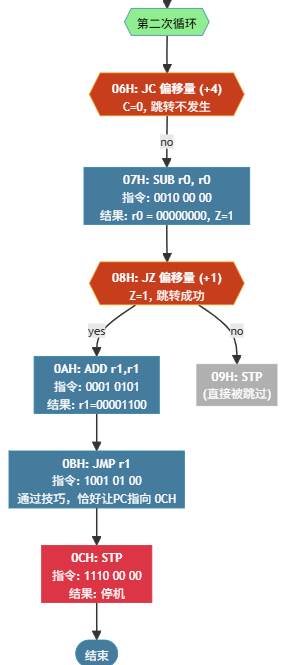 第二次循环
06H: JC 偏移量 (+4)
C=0, 跳转不发生
no
07H: SUB r0, r0
指令: 0010 00 00
结果: r0 = 00000000, Z=1
08H: JZ 偏移量 (+1)
Z=1, 跳转成功
yes
no
0AH: ADD r1,r1
指令: 0001 0101
结果: r1=00001100
09H: STP
(直接被跳过)
0BH: JMP r1
指令: 1001 01 00
通过技巧，恰好让PC指向 0CH
0CH: STP
指令: 1110 00 00
结果: 停机
结束